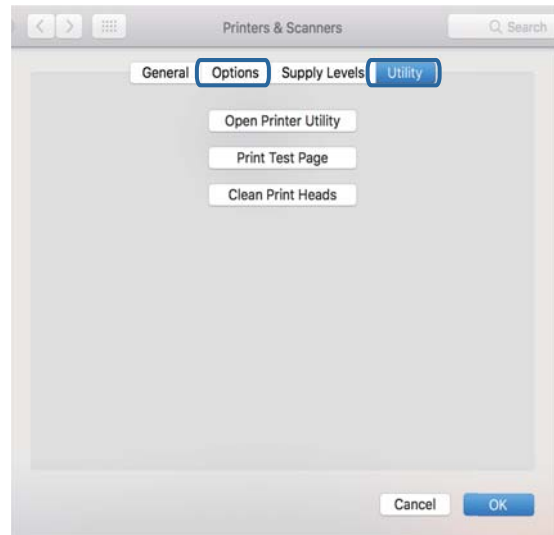 Printers & Scanners Search
General Options Supply Levels Utility
Open Printer Utility
Print Test Page
Clean Print Heads
Cancel OK